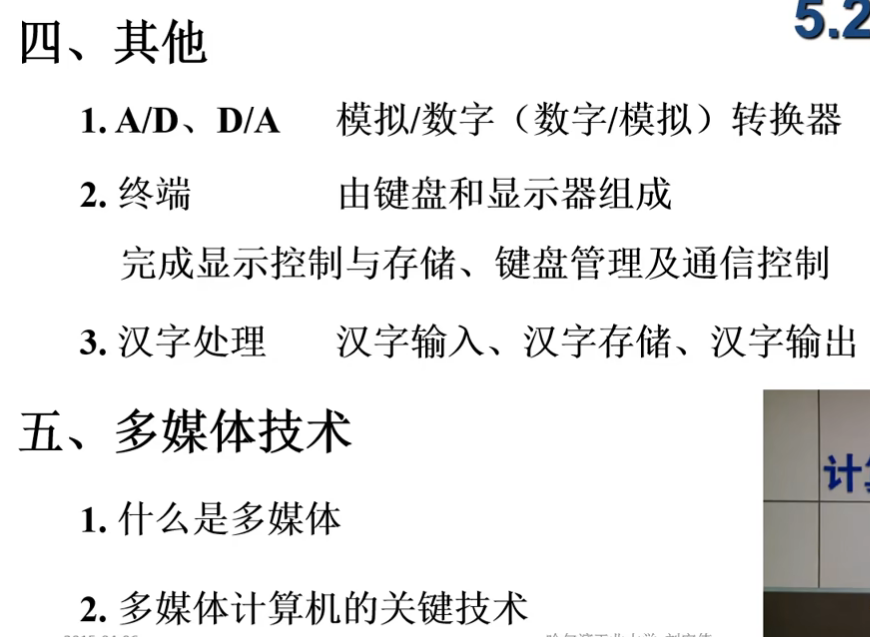 5.2
四、其他
1. A/D、D/A 模拟/数字（数字/模拟）转换器
2. 终端 由键盘和显示器组成
完成显示控制与存储、键盘管理及通信控制
3. 汉字处理 汉字输入、汉字存储、汉字输出
五、多媒体技术
1. 什么是多媒体
计
2. 多媒体计算机的关键技术